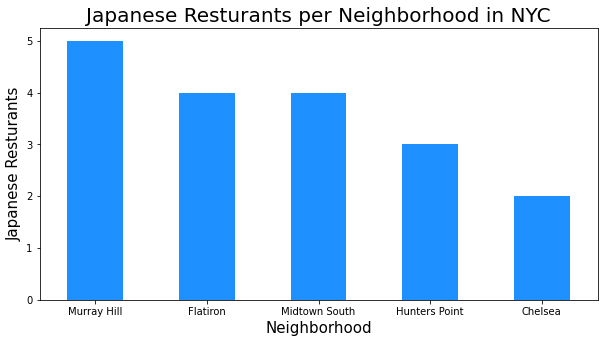 Japanese Resturants per Neighborhood in NYC
Japanese Resturants
5
4
3
2
1
0
Murray Hill Flatiron Midtown South Hunters Point Chelsea
Neighborhood